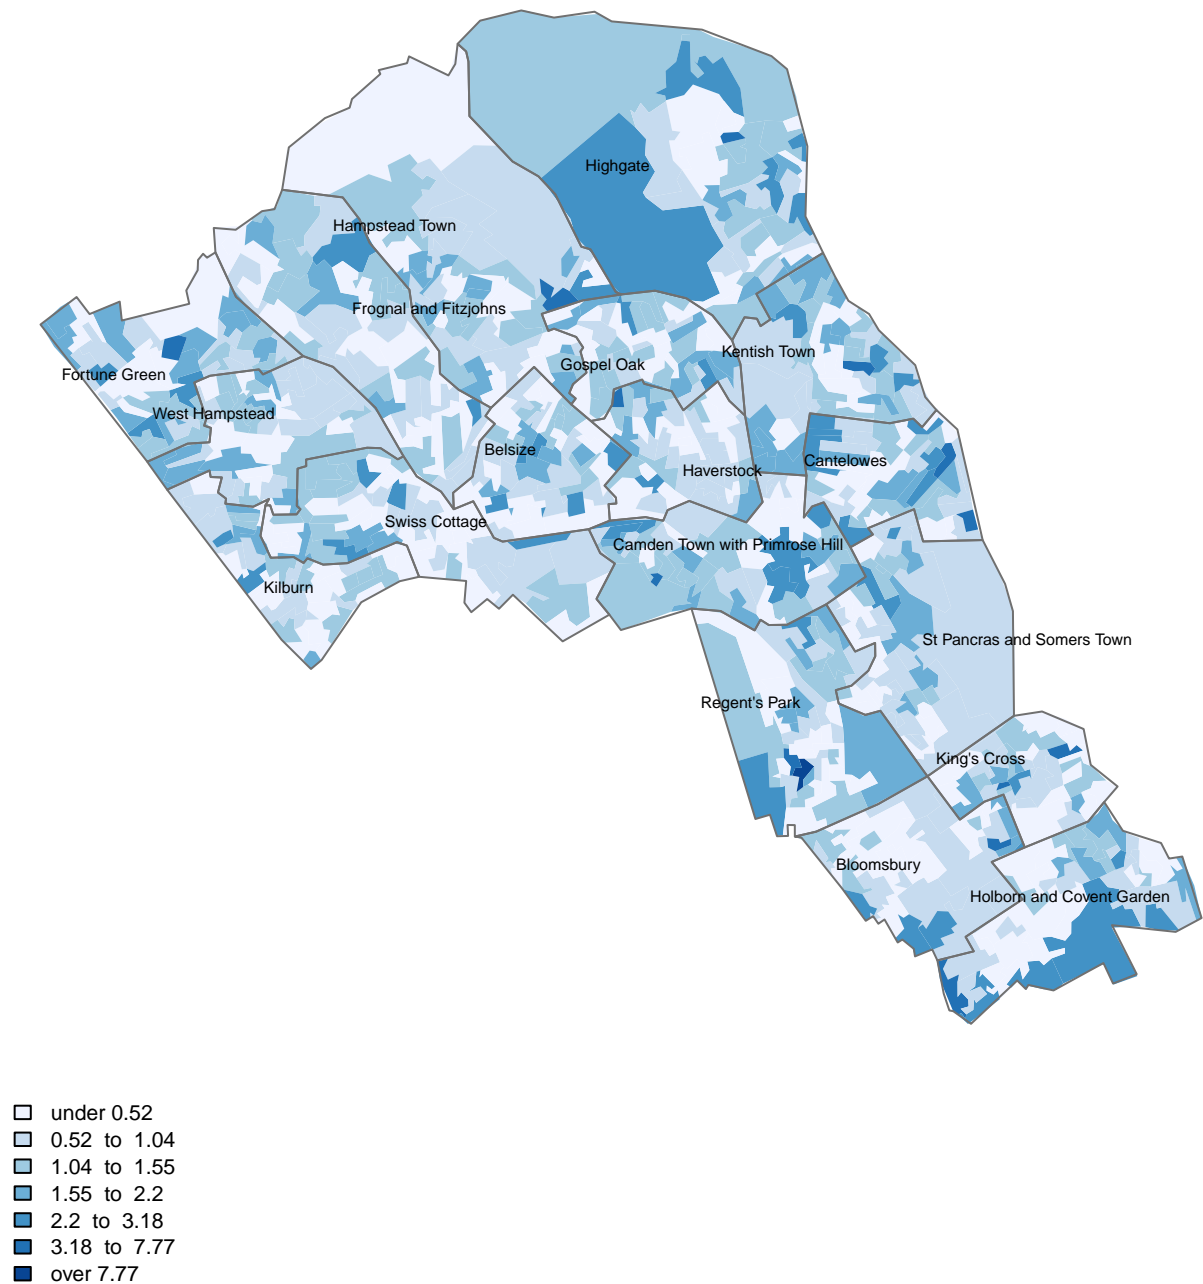 Highgate
Hampstead Town
Frognal and Fitzjohns
Kentish Town
Gospel Oak
Fortune Green
West Hampstead
Belsize
Cantelowes
Haverstock
Swiss Cottage
Camden Town with Primrose Hill
Kilburn
St Pancras and Somers Town
Regent's Park
King's Cross
Bloomsbury
Holborn and Covent Garden
under 0.52
0.52 to 1.04
1.04 to 1.55
1.55 to 2.2
2.2 to 3.18
3.18 to 7.77
over 7.77